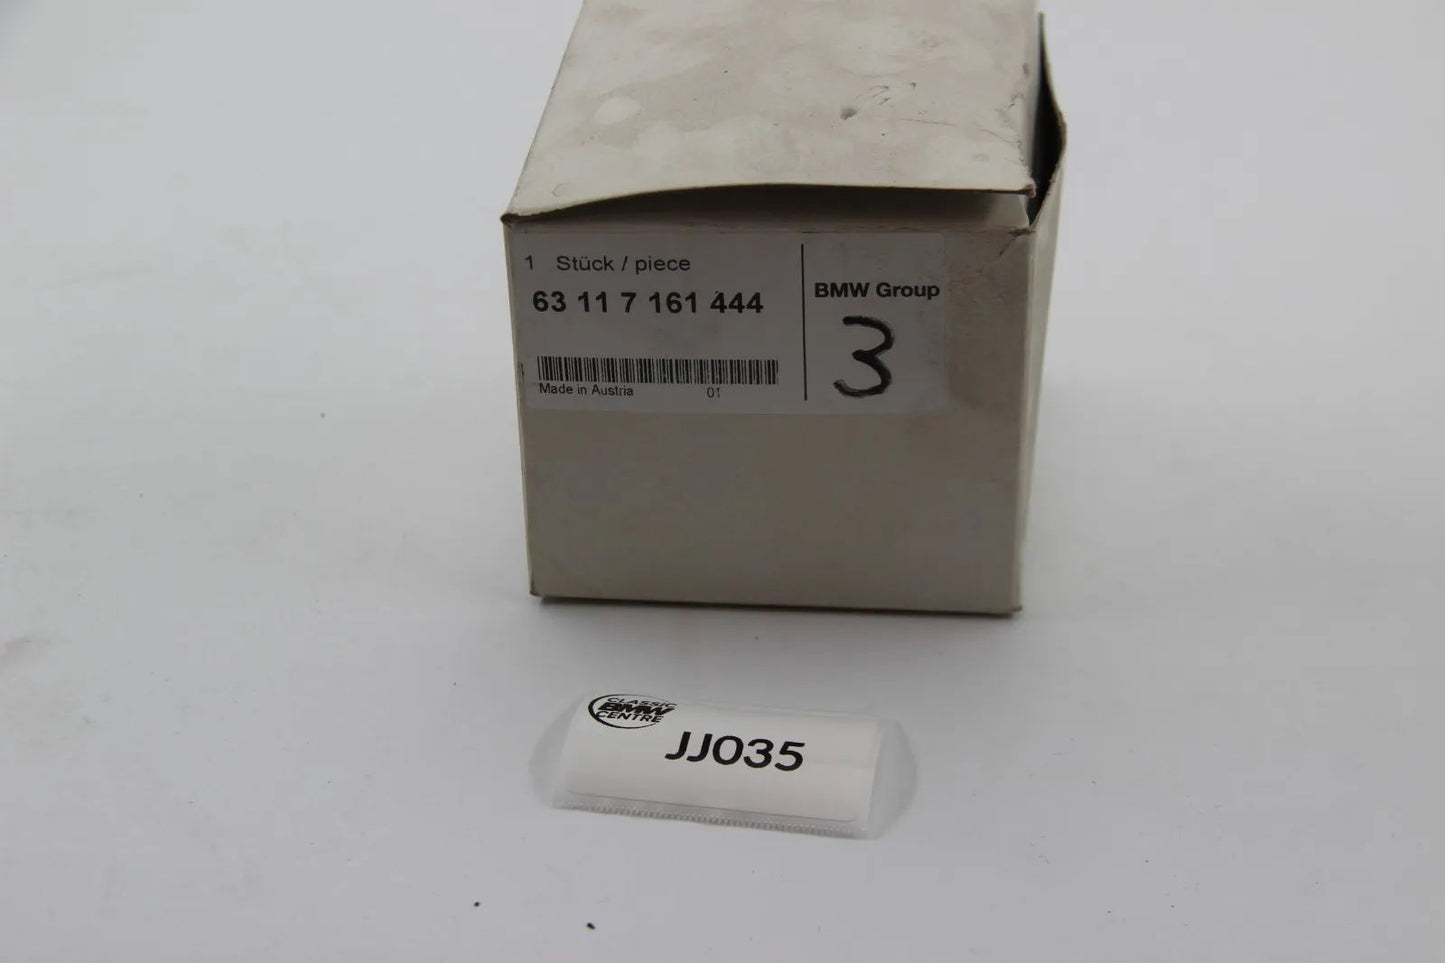 1 Stück / piece
63 11 7 161 444
Made in Austria 01
BMW Group
3
CLASSIC
BMW
CENTRE
JJ035